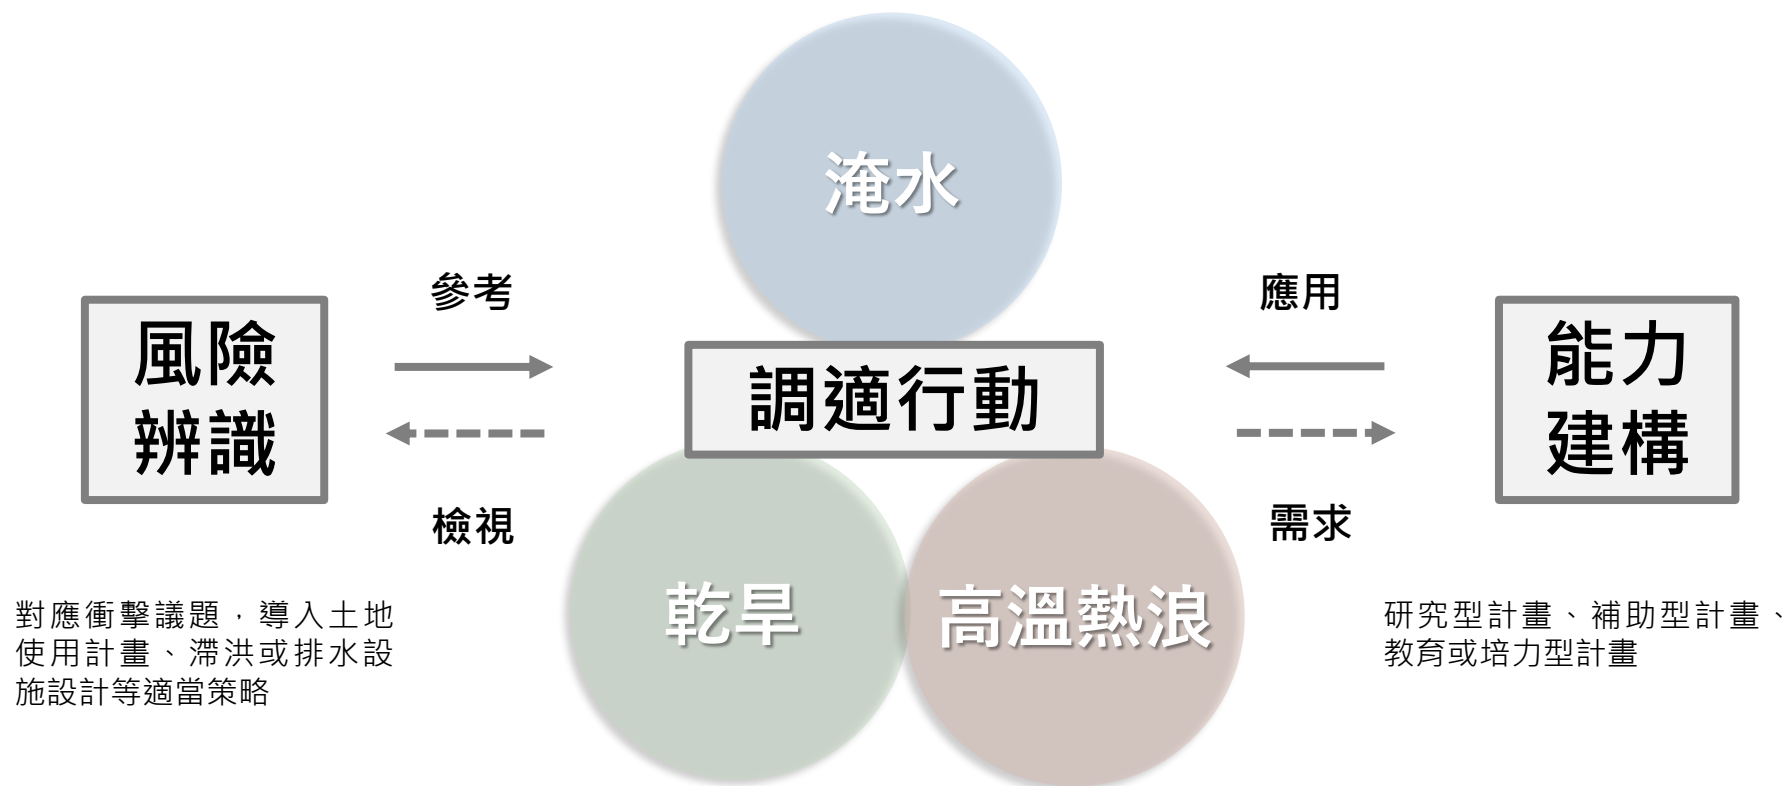 淹水
參考
應用
風險
辨識
調適行動
能力
建構
檢視
需求
乾旱
高溫熱浪
對應衝擊議題，導入土地
使用計畫、滯洪或排水設
施設計等適當策略
研究型計畫、補助型計畫、
教育或培力型計畫